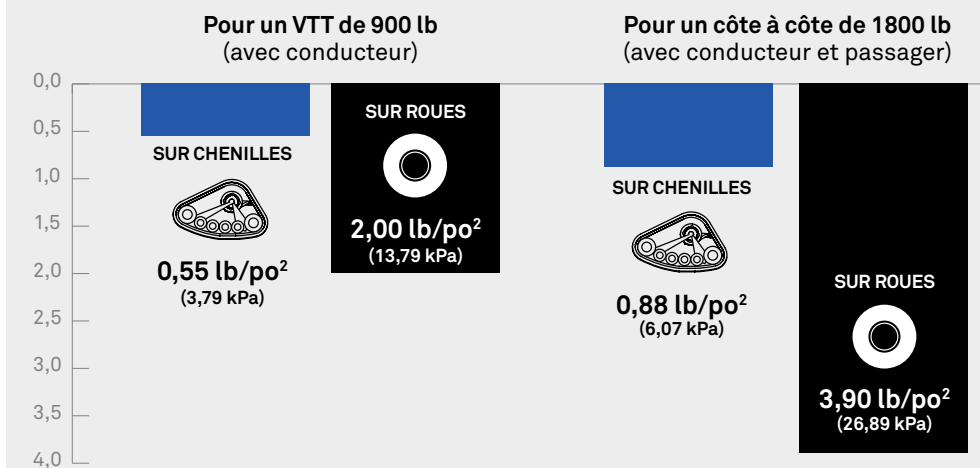 Pour un VTT de 900 lb
(avec conducteur)
Pour un côte à côte de 1800 lb
(avec conducteur et passager)
0,0
0,5
1,0
1,5
2,0
2,5
3,0
3,5
4,0
SUR CHENILLES
0,55 lb/po²
(3,79 kPa)
SUR ROUES
2,00 lb/po²
(13,79 kPa)
SUR CHENILLES
0,88 lb/po²
(6,07 kPa)
SUR ROUES
3,90 lb/po²
(26,89 kPa)